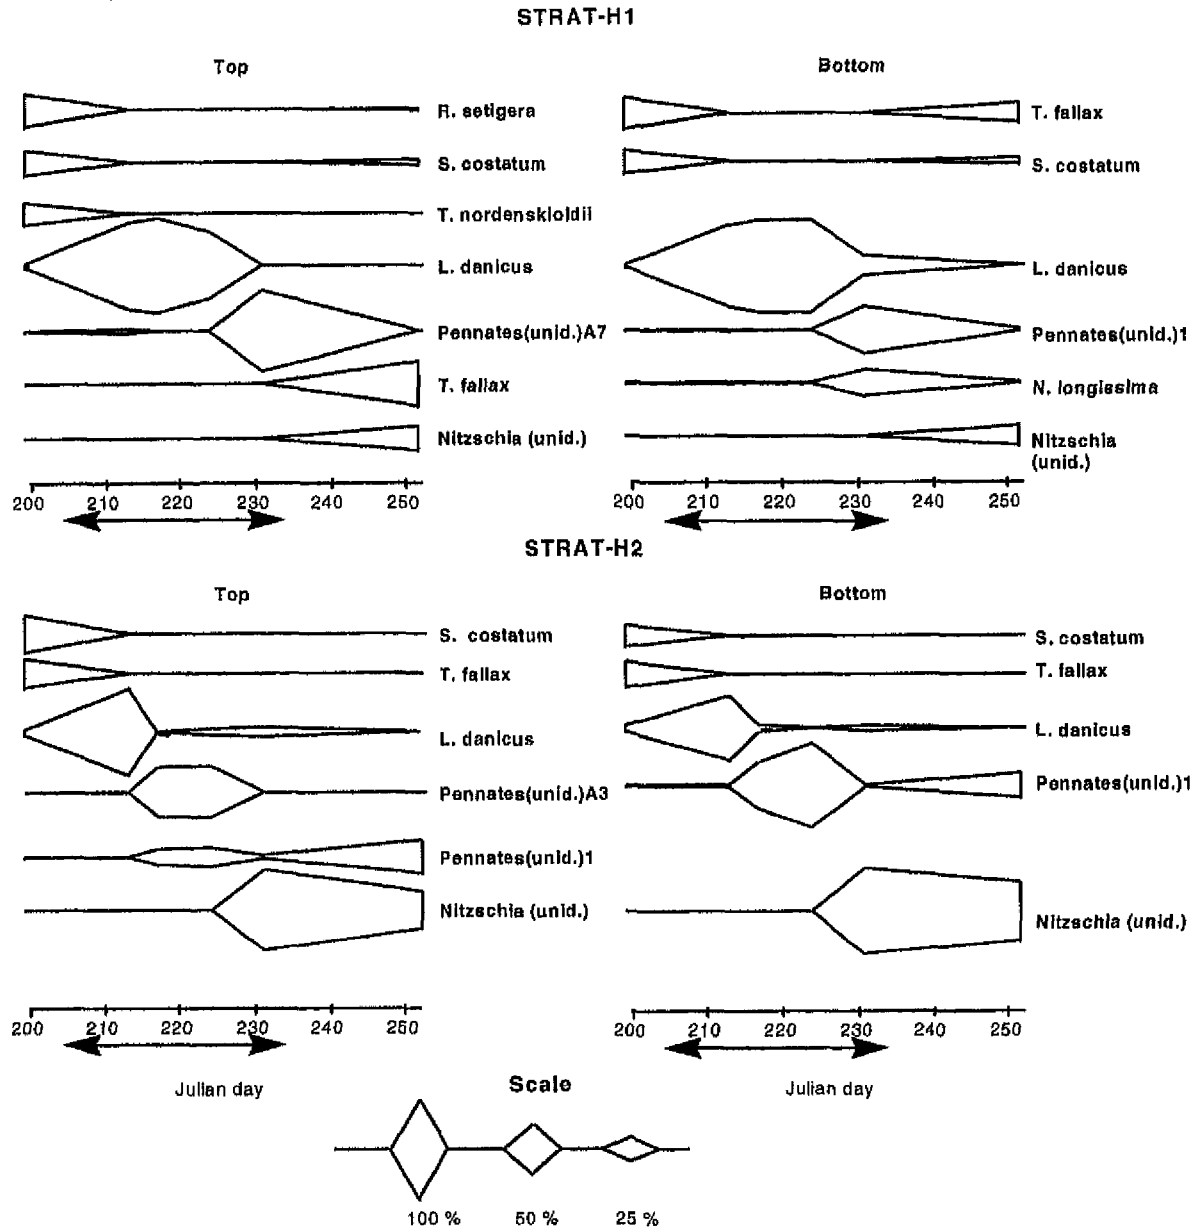 STRAT-H1
Top
R. setigera
S. costatum
T. nordenskioldii
L. danicus
Pennates(unid.)A7
T. fallax
Nitzschia (unid.)
200 210 220 230 240 250
Bottom
T. fallax
S. costatum
L. danicus
Pennates(unid.)1
N. longissima
Nitzschia
(unid.)
200 210 220 230 240 250
STRAT-H2
Top
S. costatum
T. fallax
L. danicus
Pennates(unid.)A3
Pennates(unid.)1
Nitzschia (unid.)
200 210 220 230 240 250
Julian day
Bottom
S. costatum
T. fallax
L. danicus
Pennates(unid.)1
Nitzschia (unid.)
200 210 220 230 240 250
Julian day
Scale
100 % 50 % 25 %